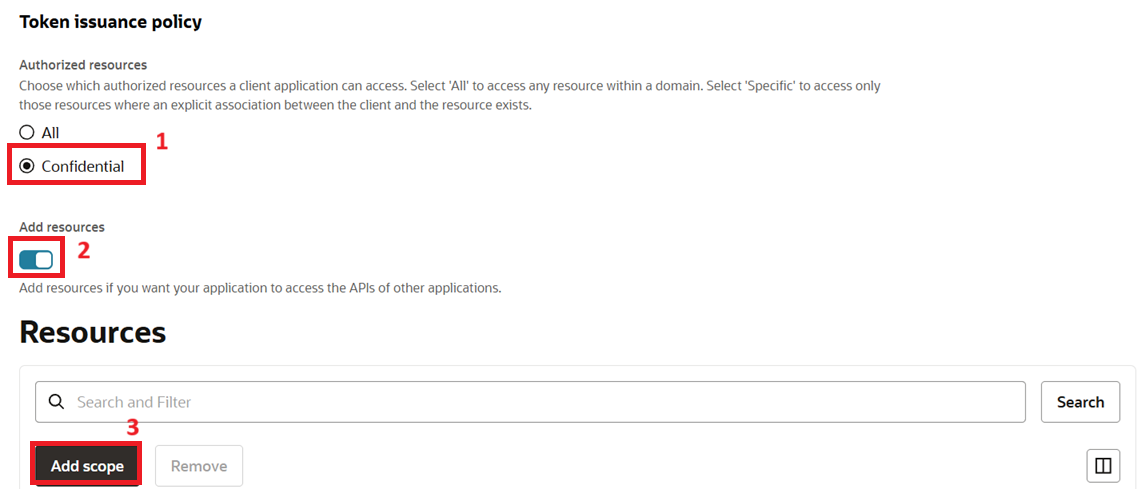 Token issuance policy
Authorized resources
Choose which authorized resources a client application can access. Select 'All' to access any resource within a domain. Select 'Specific' to access only
those resources where an explicit association between the client and the resource exists.
All
1
Confidential
Add resources
2
Add resources if you want your application to access the APIs of other applications.
Resources
Search and Filter
Search
3
Add scope
Remove